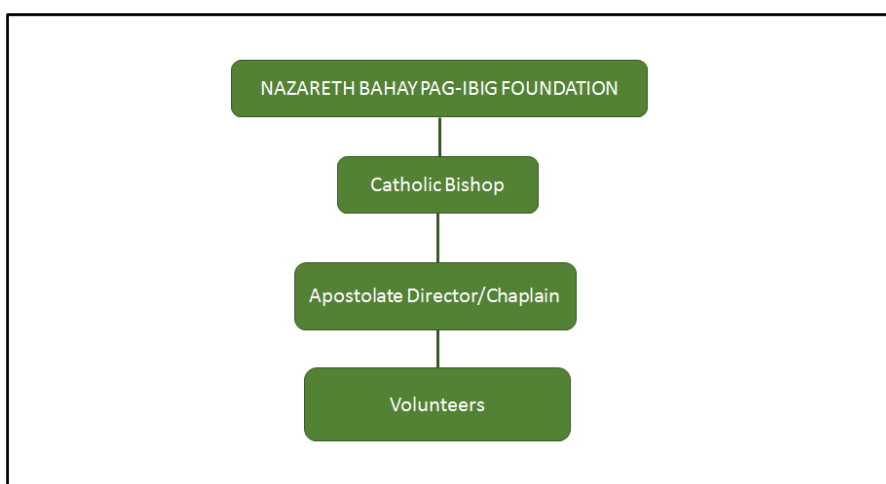 NAZARETH BAHAY PAG-IBIG FOUNDATION
Catholic Bishop
Apostolate Director/Chaplain
Volunteers